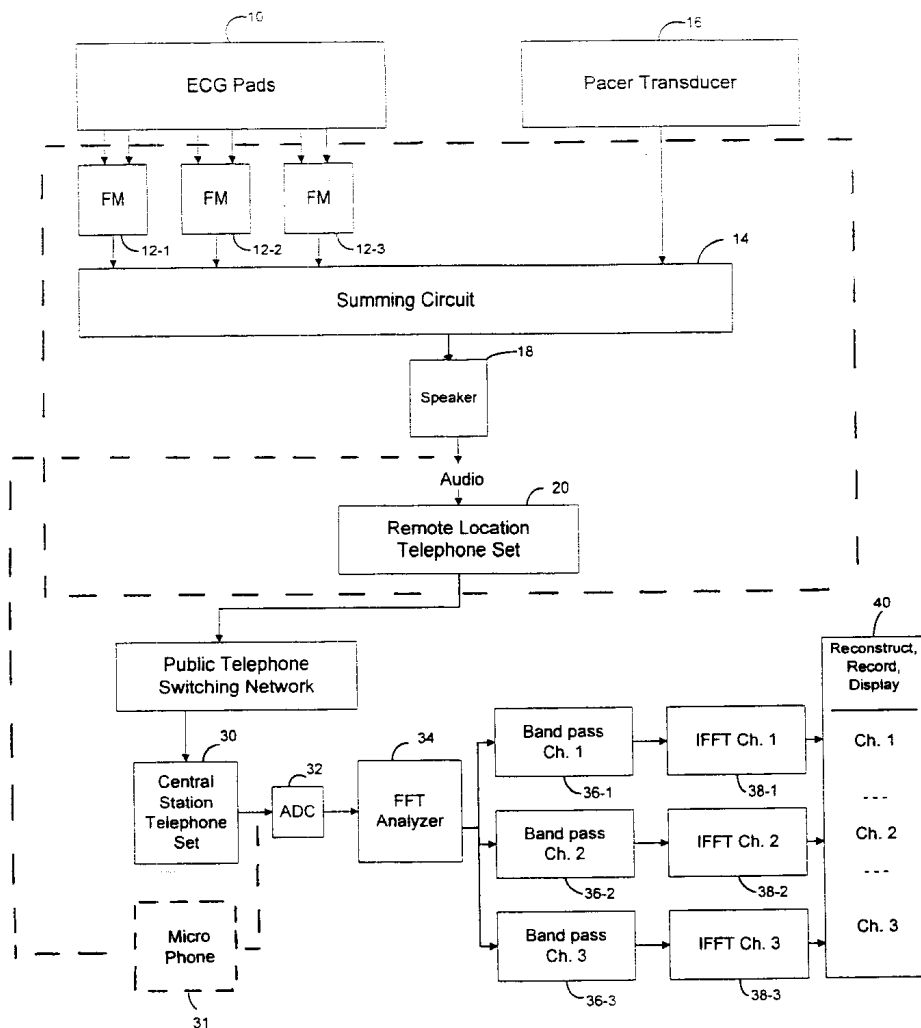 10
16
ECG Pads
Pacer Transducer
FM
FM
FM
12-1
12-2
12-3
14
Summing Circuit
18
Speaker
Audio
20
Remote Location
Telephone Set
Public Telephone
Switching Network
30
Central
Station
Telephone
Set
32
ADC
34
FFT
Analyzer
Band pass
Ch. 1
36-1
IFFT Ch. 1
38-1
Band pass
Ch. 2
36-2
IFFT Ch. 2
38-2
Band pass
Ch. 3
36-3
IFFT Ch. 3
38-3
40
Reconstruct,
Record,
Display
Ch. 1
---
Ch. 2
---
Ch. 3
Micro
Phone
31